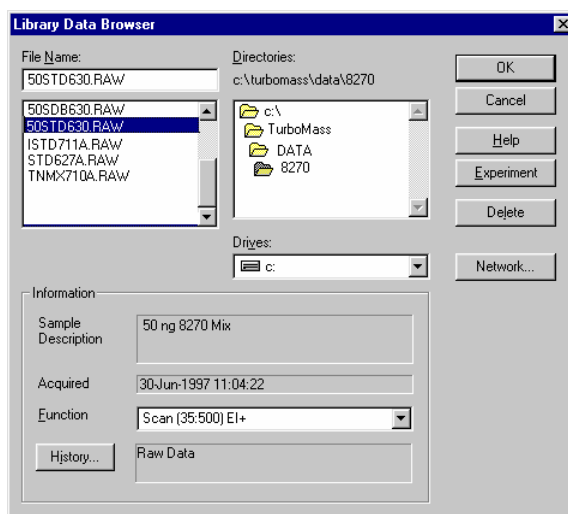 Library Data Browser
File Name:
50STD630.RAW
50SDB630.RAW
50STD630.RAW
ISTD711A.RAW
STD627A.RAW
TNMX710A.RAW
Directories:
c:\turbomass\data\8270
c:\
TurboMass
DATA
8270
Drives:
c:
OK
Cancel
Help
Experiment
Delete
Network...
Information
Sample
Description
50 ng 8270 Mix
Acquired
30-Jun-1997 11:04:22
Function
Scan (35:500) EI+
History...
Raw Data